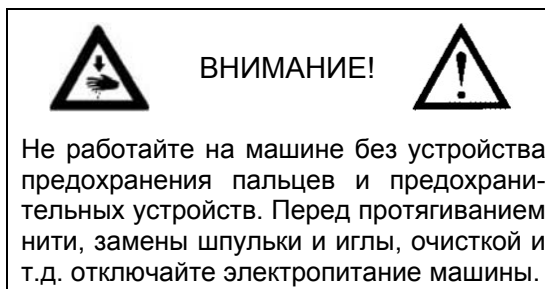 ВНИМАНИЕ!
Не работайте на машине без устройства
предохранения пальцев и предохрани-
тельных устройств. Перед протягиванием
нити, замены шпульки и иглы, очисткой и
т.д. отключайте электропитание машины.